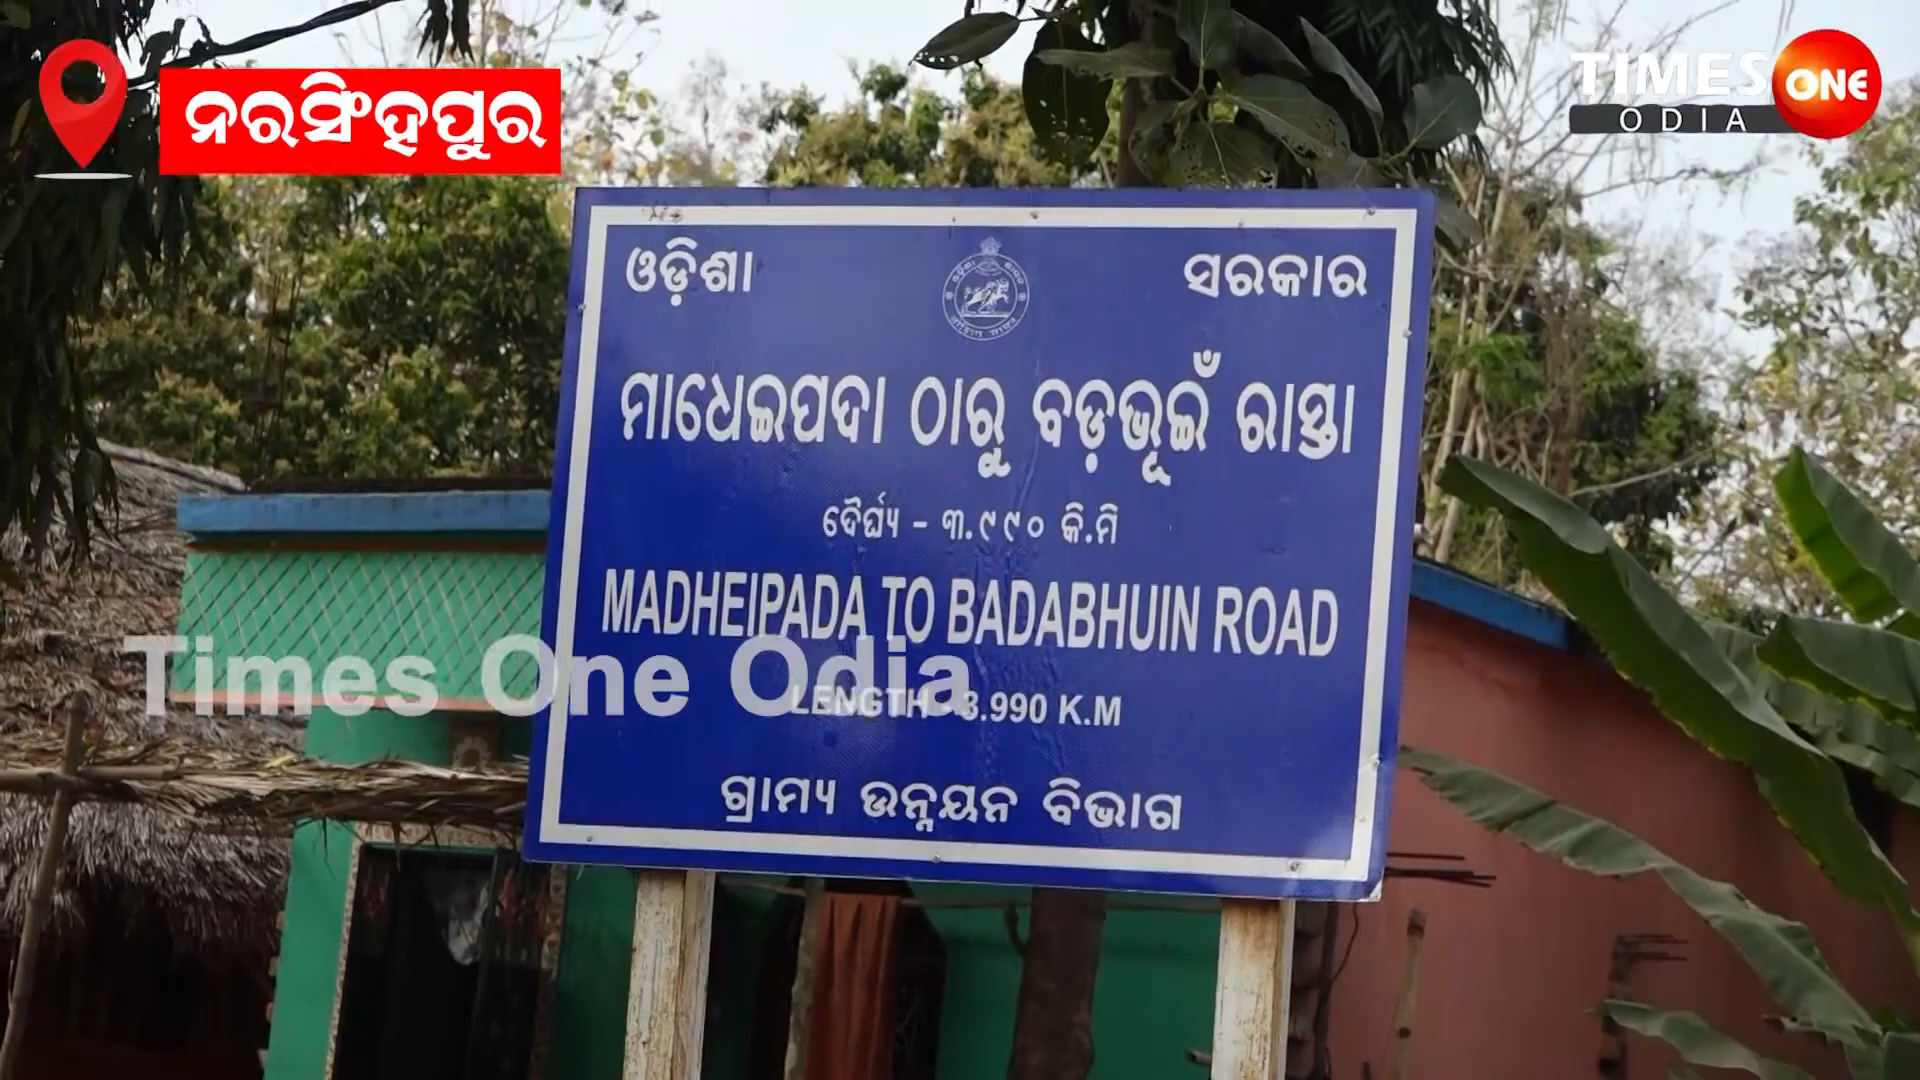 ନରସିଂହପୁର
TIMES ONE
ODIA
ଓଡ଼ିଶା ସରକାର
ମାଧେଇପଦା ଠାରୁ ବଡ଼ଭୂଇଁ ରାସ୍ତା
ଦୈର୍ଘ୍ୟ - ୩.୯୯୦ କି.ମି
MADHEIPADA TO BADABHUIN ROAD
Times One Odia
LENGTH - 3.990 K.M
ଗ୍ରାମ୍ୟ ଉନ୍ନୟନ ବିଭାଗ